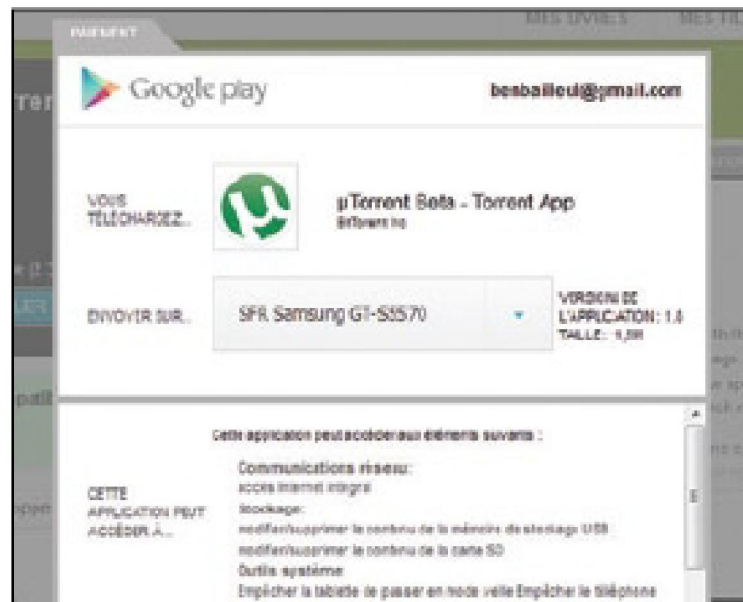 MES LIVRES
PAIEMENT
Google play
benbailleul@gmail.com
VOUS
TÉLÉCHARGEZ...
µTorrent Beta - Torrent App
BitTorrent Inc
ENVOYER SUR...
SFR Samsung GT-S5570
VERSION DE
L'APPLICATION: 1.0
TAILLE:
Cette application peut accéder aux éléments suivants :
CETTE
APPLICATION PEUT
ACCÉDER À...
Communications réseau:
accès Internet intégral
Stockage:
modifier/supprimer le contenu de la mémoire de stockage USB
modifier/supprimer le contenu de la carte SD
Outils système
Empêcher la tablette de passer en mode veille Empêcher le téléphone